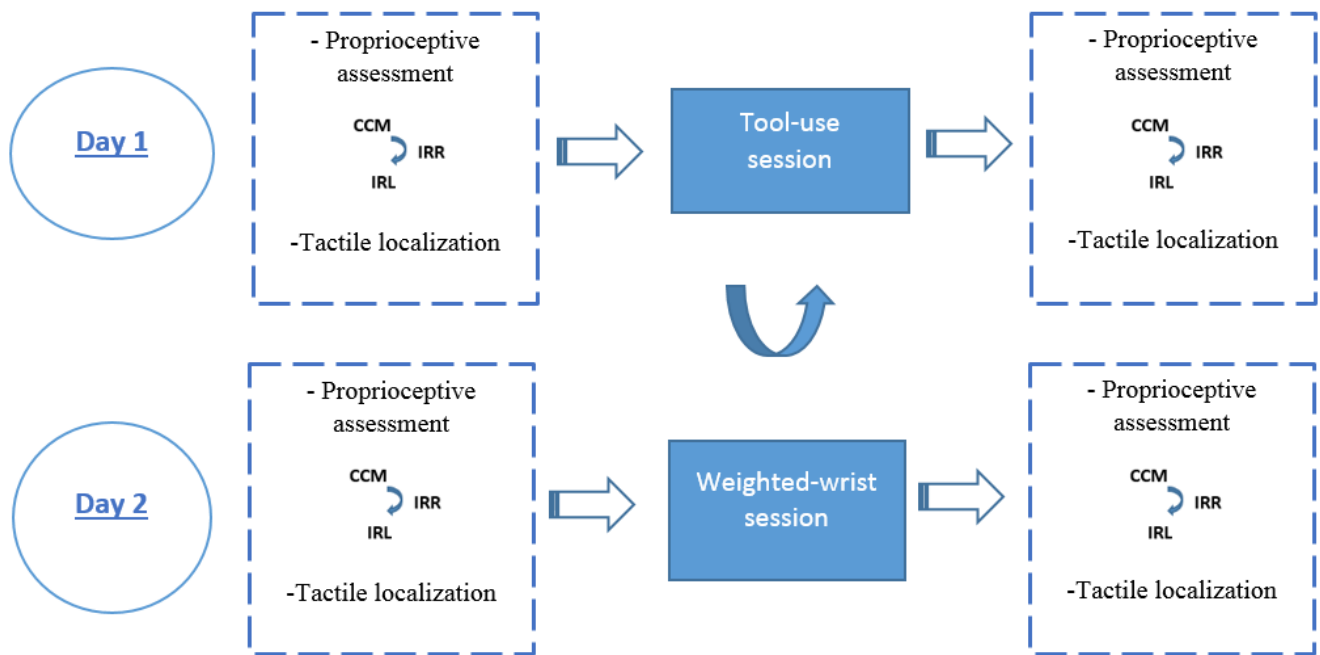 Day 1
- Proprioceptive
assessment
CCM
IRR
IRL
-Tactile localization
Tool-use
session
- Proprioceptive
assessment
CCM
IRR
IRL
-Tactile localization
Day 2
- Proprioceptive
assessment
CCM
IRR
IRL
-Tactile localization
Weighted-wrist
session
- Proprioceptive
assessment
CCM
IRR
IRL
-Tactile localization